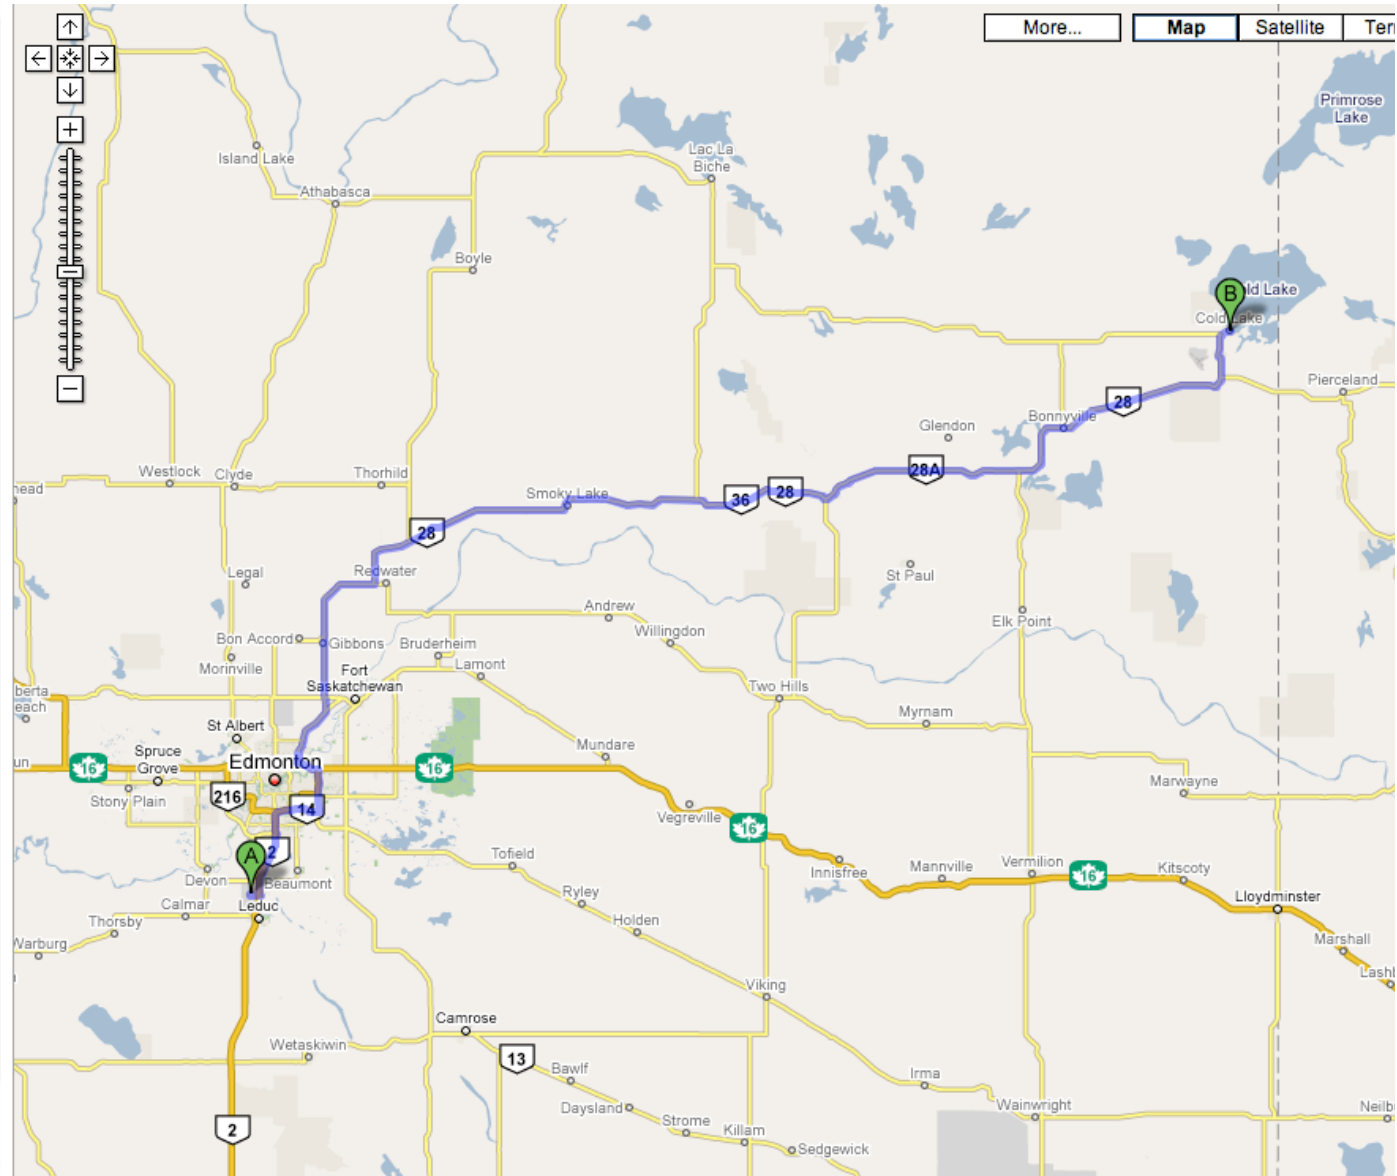 More...
Map
Satellite
Primrose
Lake
Island Lake
Lac La
Biche
Athabasca
Boyle
B
Cold Lake
Pierceland
28
Bonnyville
Glendon
Westlock
Clyde
Thorhild
28A
Smoky Lake
36
28
28
Legal
Redwater
St Paul
Andrew
Elk Point
Willingdon
Bon Accord
Gibbons
Bruderheim
Morinville
Lamont
Fort
Saskatchewan
Two Hills
Myrnam
St Albert
Spruce
Grove
Edmonton
Mundare
16
16
Stony Plain
216
14
Marwayne
Vegreville
16
2
A
Tofield
Innisfree
Mannville
Vermilion
16
Kitscoty
Devon
Beaumont
Ryley
Lloydminster
Calmar
Leduc
Thorsby
Holden
Warburg
Marshall
Viking
Camrose
Wetaskiwin
13
Bawlf
Irma
Daysland
Wainwright
Strome
Killam
2
Sedgewick